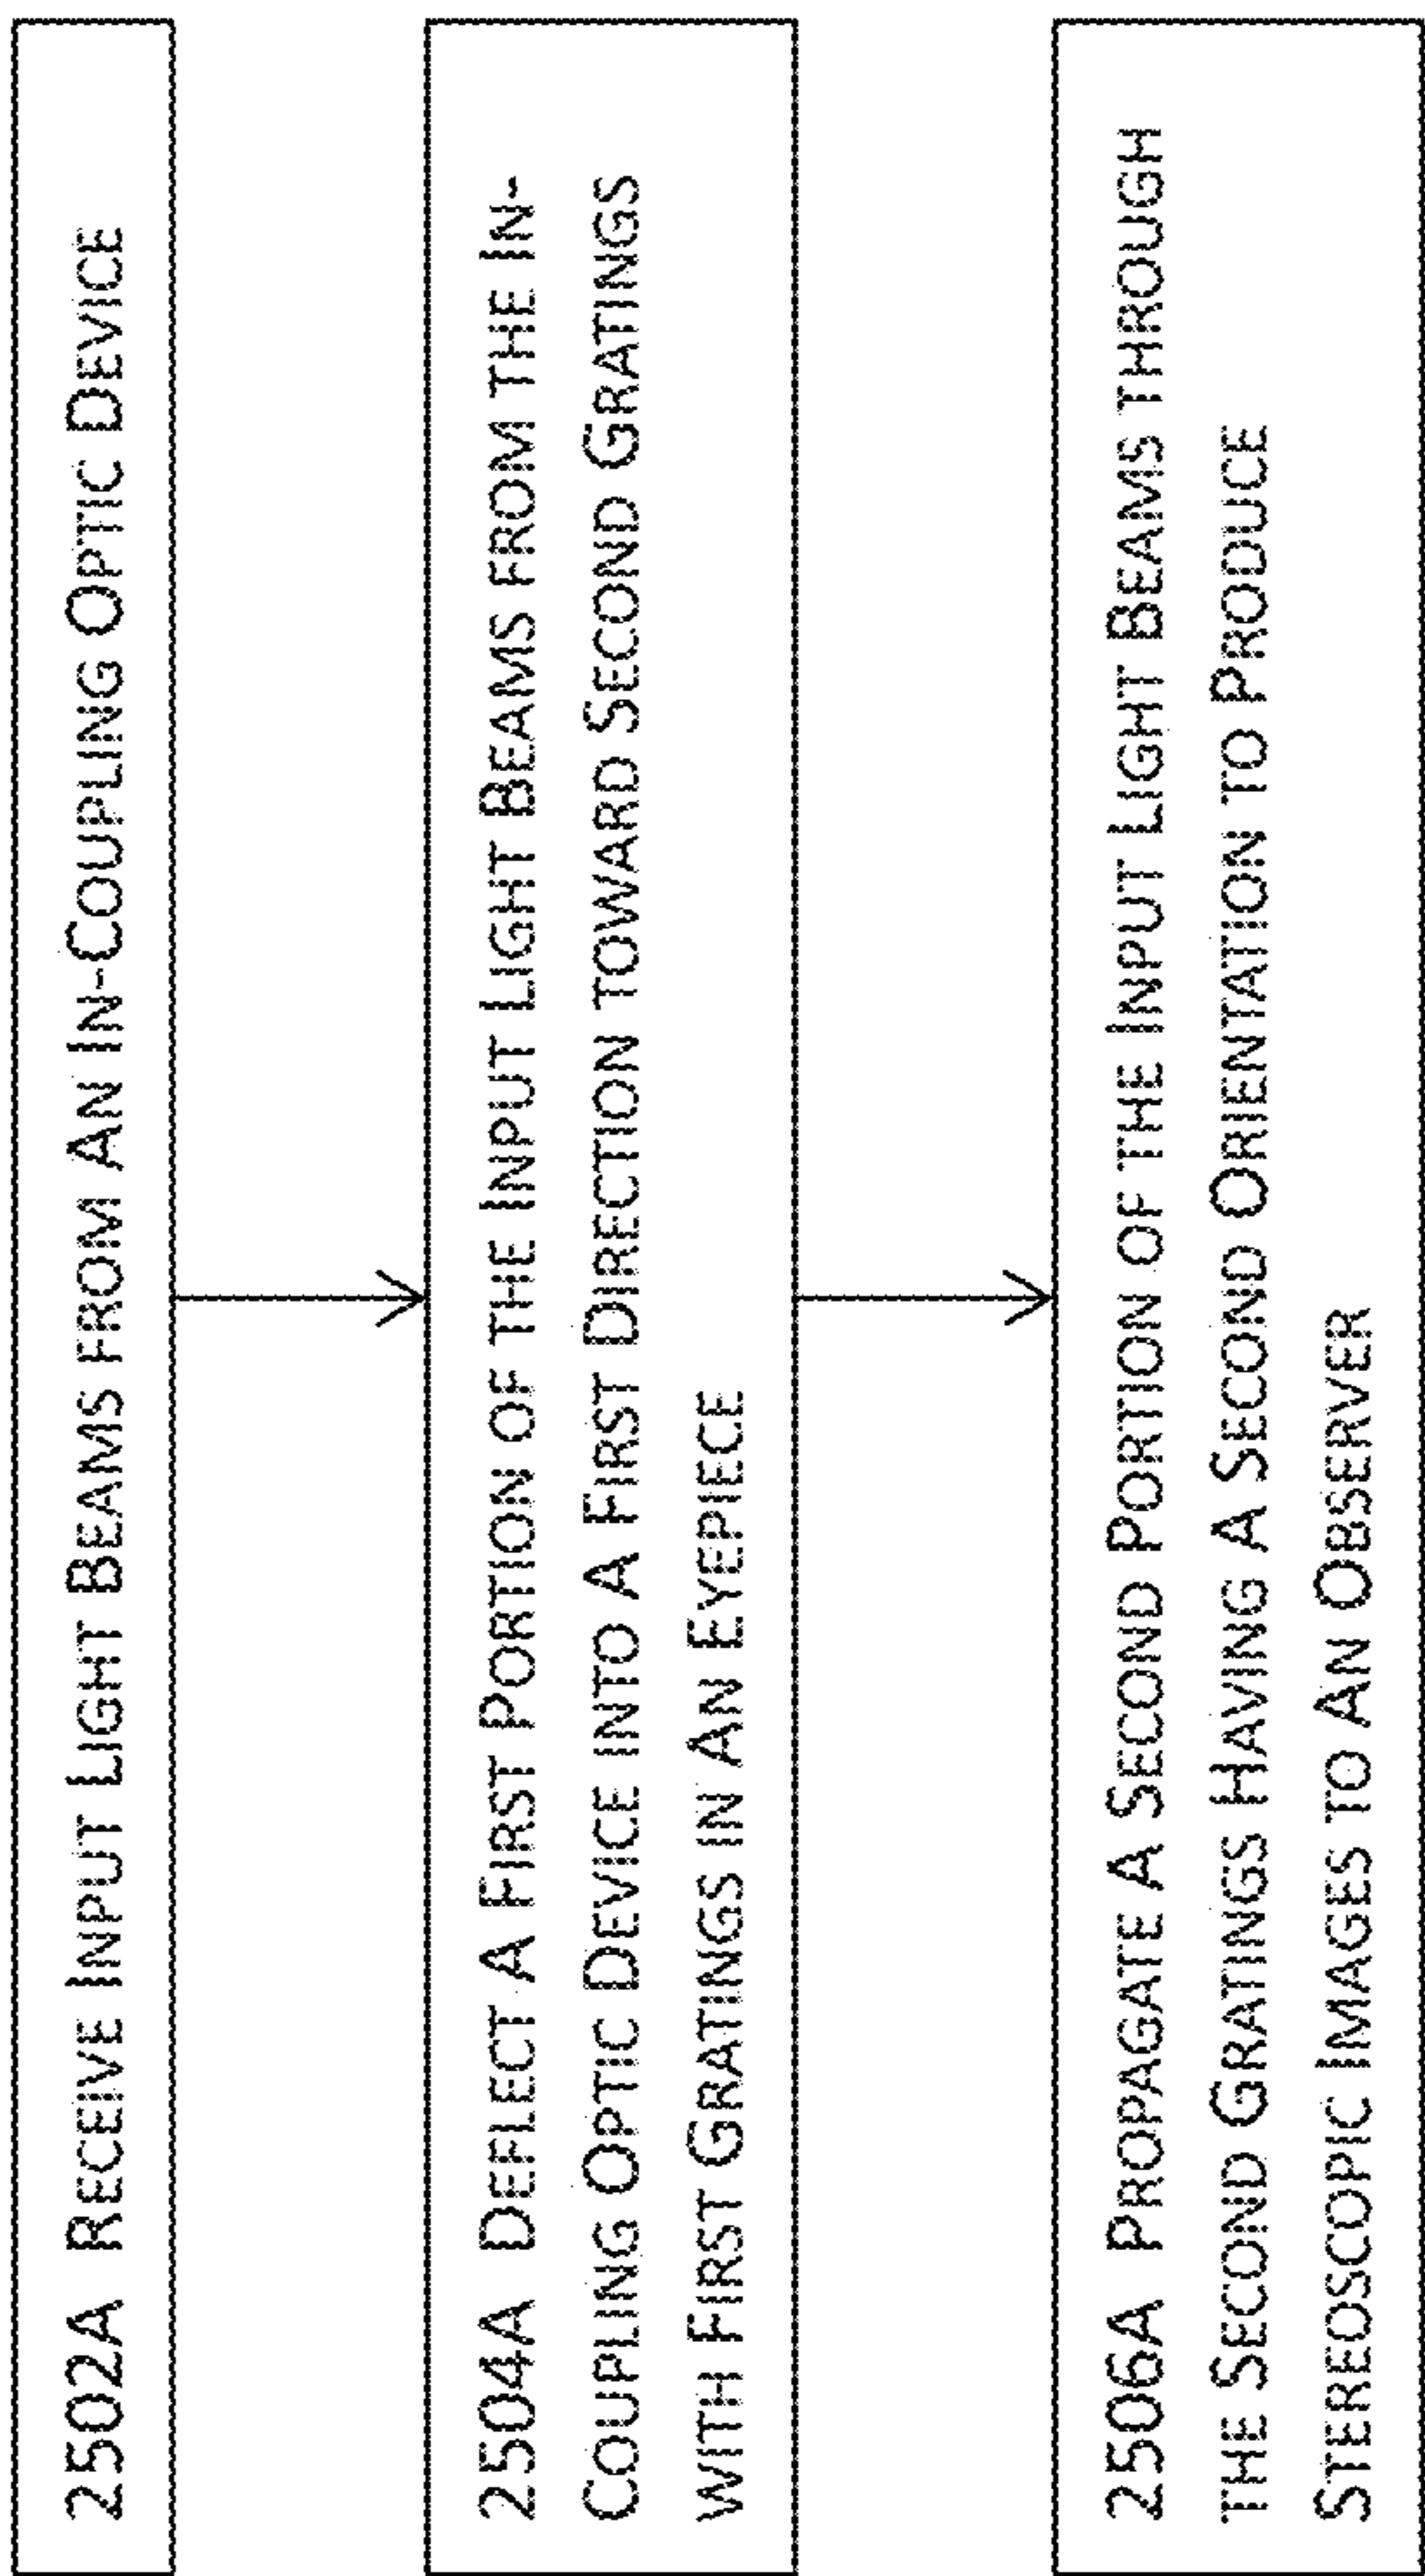 2502A Receive Input Light Beams from An In-Coupling Optic Device
2504A Deflect A First Portion of the Input Light Beams from the In-
Coupling Optic Device into A First Direction toward Second Gratings
with First Gratings in An Eyepiece
2506A Propagate A Second Portion of the Input Light Beams through
the Second Gratings Having A Second Orientation to Produce
Stereoscopic Images to An Observer